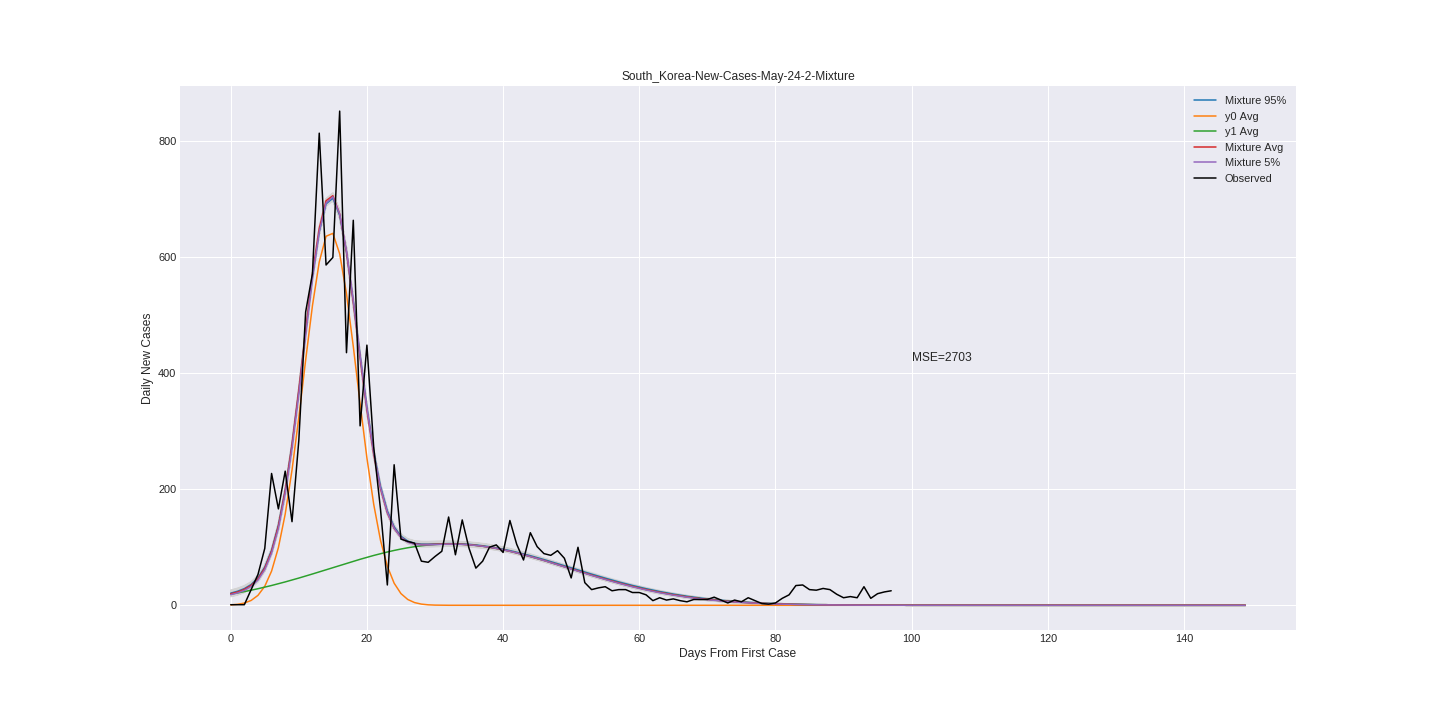 South_Korea-New-Cases-May-24-2-Mixture
Mixture 95%
y0 Avg
y1 Avg
Mixture Avg
Mixture 5%
Observed
800
600
400
200
0
Daily New Cases
MSE=2703
0 20 40 60 80 100 120 140
Days From First Case